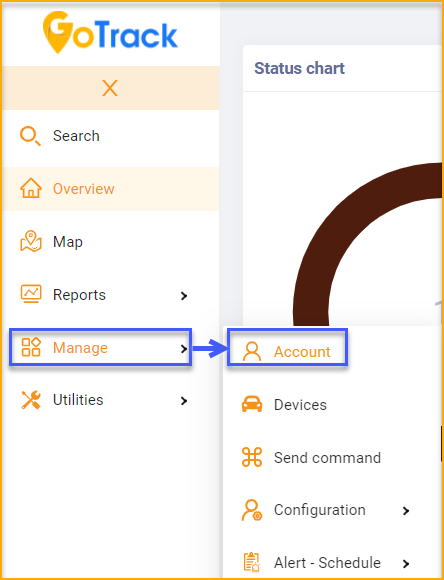 GoTrack
X
Search
Overview
Map
Reports
Manage
Utilities
Status chart
Account
Devices
Send command
Configuration
Alert - Schedule